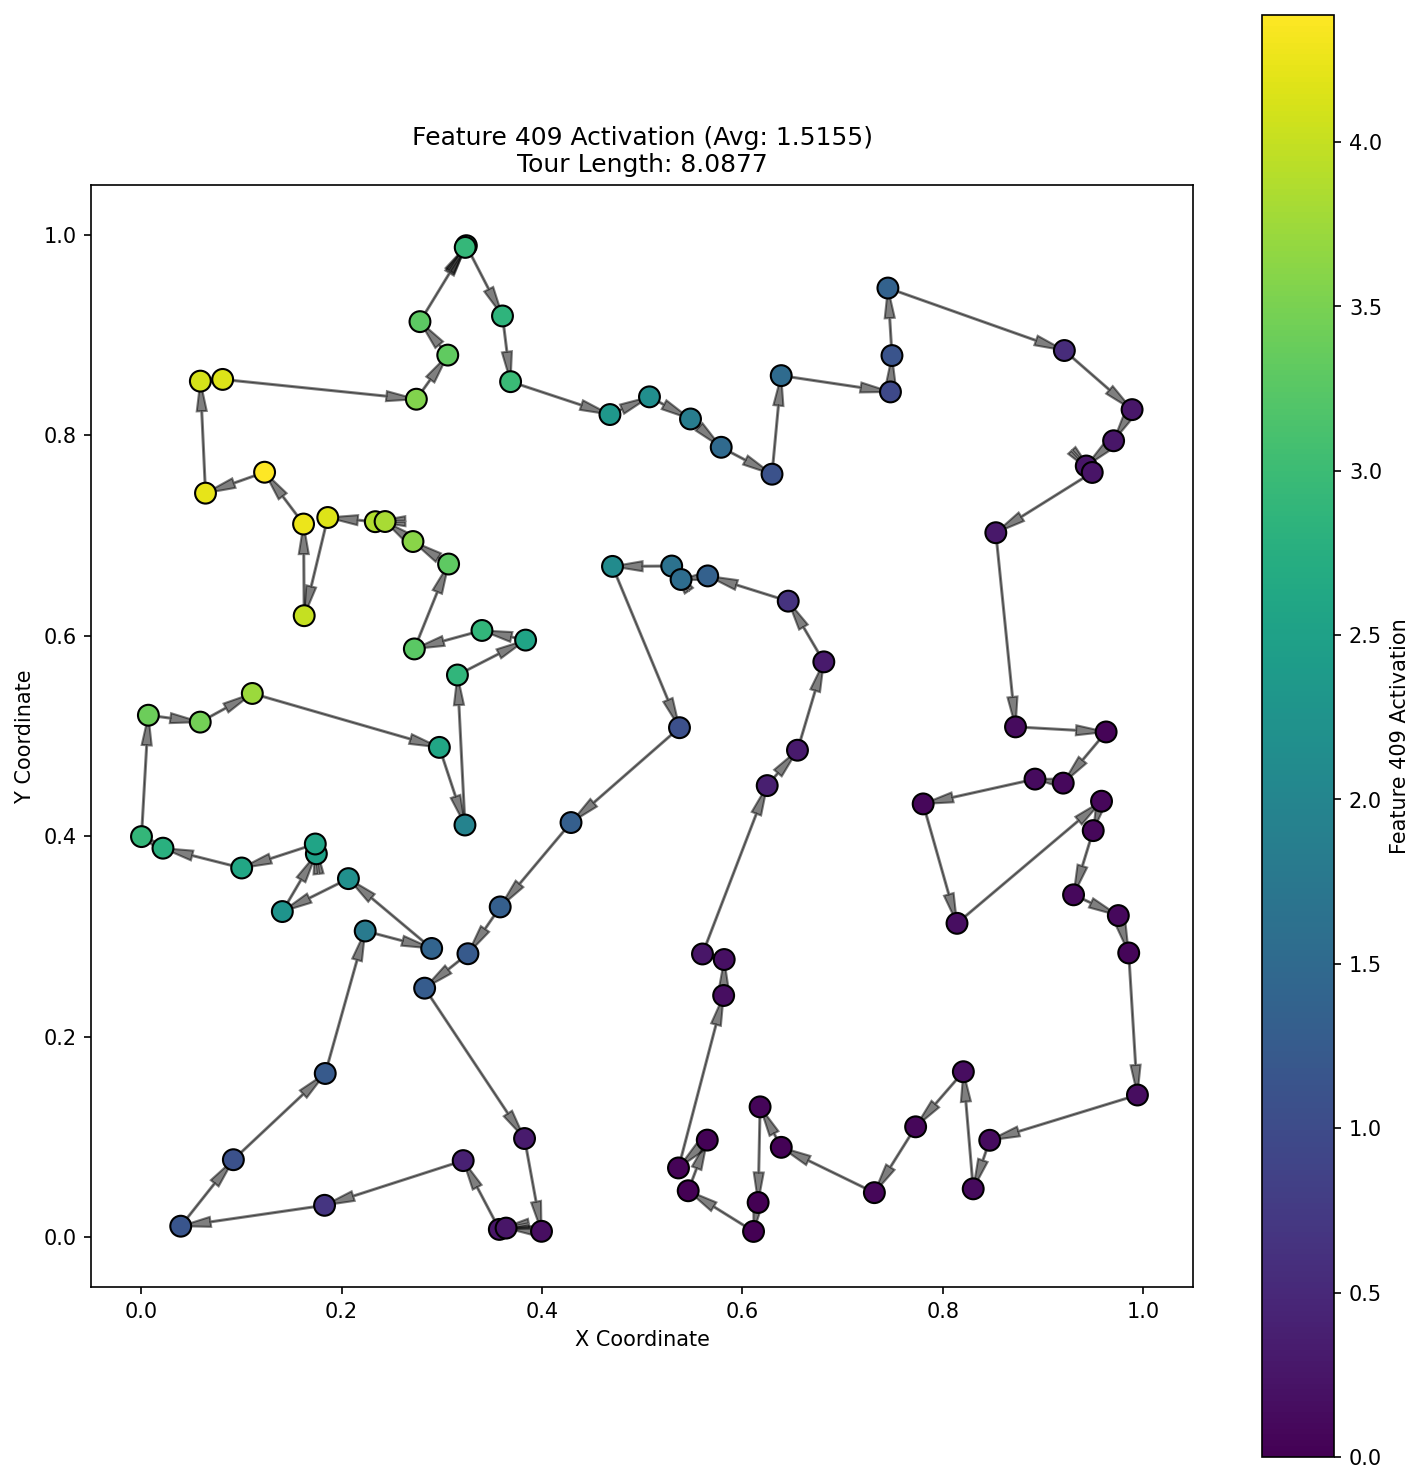 Feature 409 Activation (Avg: 1.5155)
Tour Length: 8.0877
1.0
0.8
0.6
0.4
0.2
0.0
Y Coordinate
0.0 0.2 0.4 0.6 0.8 1.0
X Coordinate
4.0
3.5
3.0
2.5
2.0
1.5
1.0
0.5
0.0
Feature 409 Activation